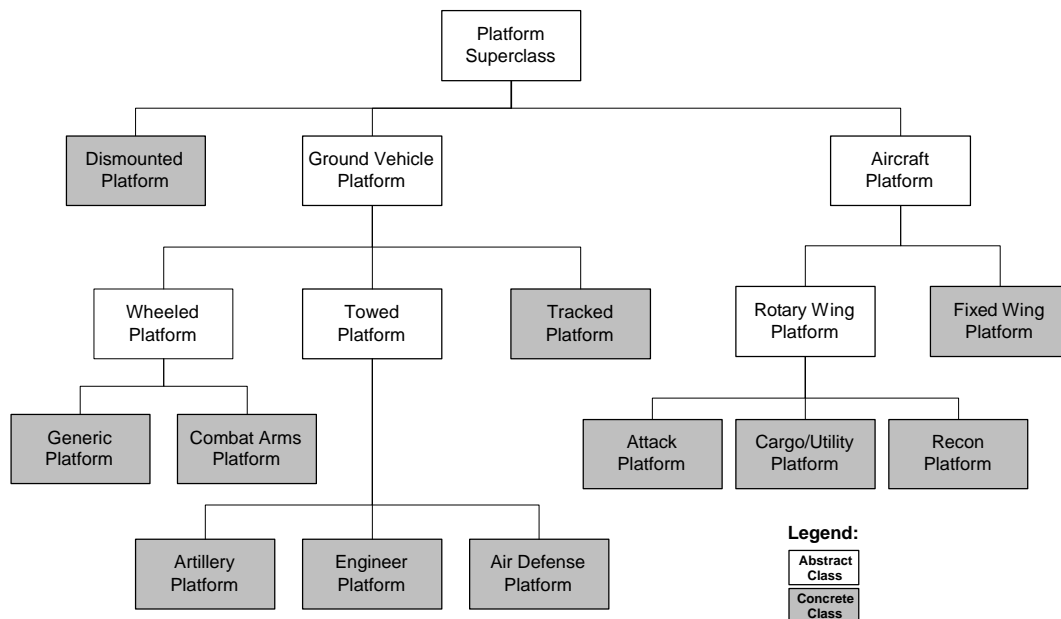 Platform
Superclass
Dismounted
Platform
Ground Vehicle
Platform
Aircraft
Platform
Wheeled
Platform
Towed
Platform
Tracked
Platform
Rotary Wing
Platform
Fixed Wing
Platform
Generic
Platform
Combat Arms
Platform
Attack
Platform
Cargo/Utility
Platform
Recon
Platform
Artillery
Platform
Engineer
Platform
Air Defense
Platform
Legend:
Abstract
Class
Concrete
Class